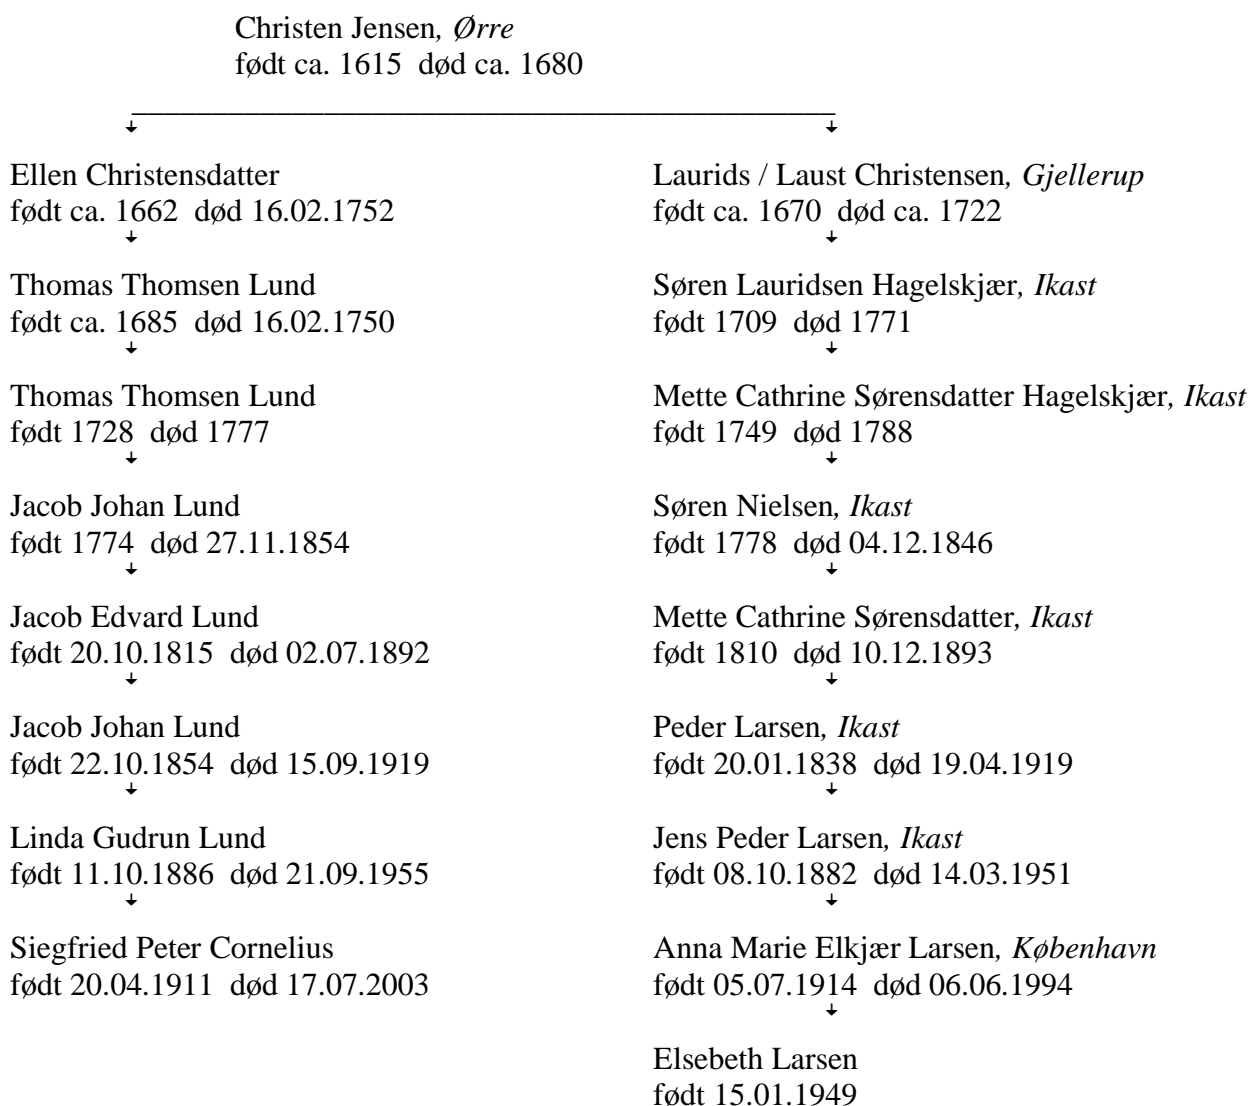 Christen Jensen, Ørre
født ca. 1615 død ca. 1680
Ellen Christensdatter
født ca. 1662 død 16.02.1752
Laurids / Laust Christensen, Gjellerup
født ca. 1670 død ca. 1722
Thomas Thomsen Lund
født ca. 1685 død 16.02.1750
Søren Lauridsen Hagelskjær, Ikast
født 1709 død 1771
Thomas Thomsen Lund
født 1728 død 1777
Mette Cathrine Sørensdatter Hagelskjær, Ikast
født 1749 død 1788
Jacob Johan Lund
født 1774 død 27.11.1854
Søren Nielsen, Ikast
født 1778 død 04.12.1846
Jacob Edvard Lund
født 20.10.1815 død 02.07.1892
Mette Cathrine Sørensdatter, Ikast
født 1810 død 10.12.1893
Jacob Johan Lund
født 22.10.1854 død 15.09.1919
Peder Larsen, Ikast
født 20.01.1838 død 19.04.1919
Linda Gudrun Lund
født 11.10.1886 død 21.09.1955
Jens Peder Larsen, Ikast
født 08.10.1882 død 14.03.1951
Siegfried Peter Cornelius
født 20.04.1911 død 17.07.2003
Anna Marie Elkjær Larsen, København
født 05.07.1914 død 06.06.1994
Elsebeth Larsen
født 15.01.1949